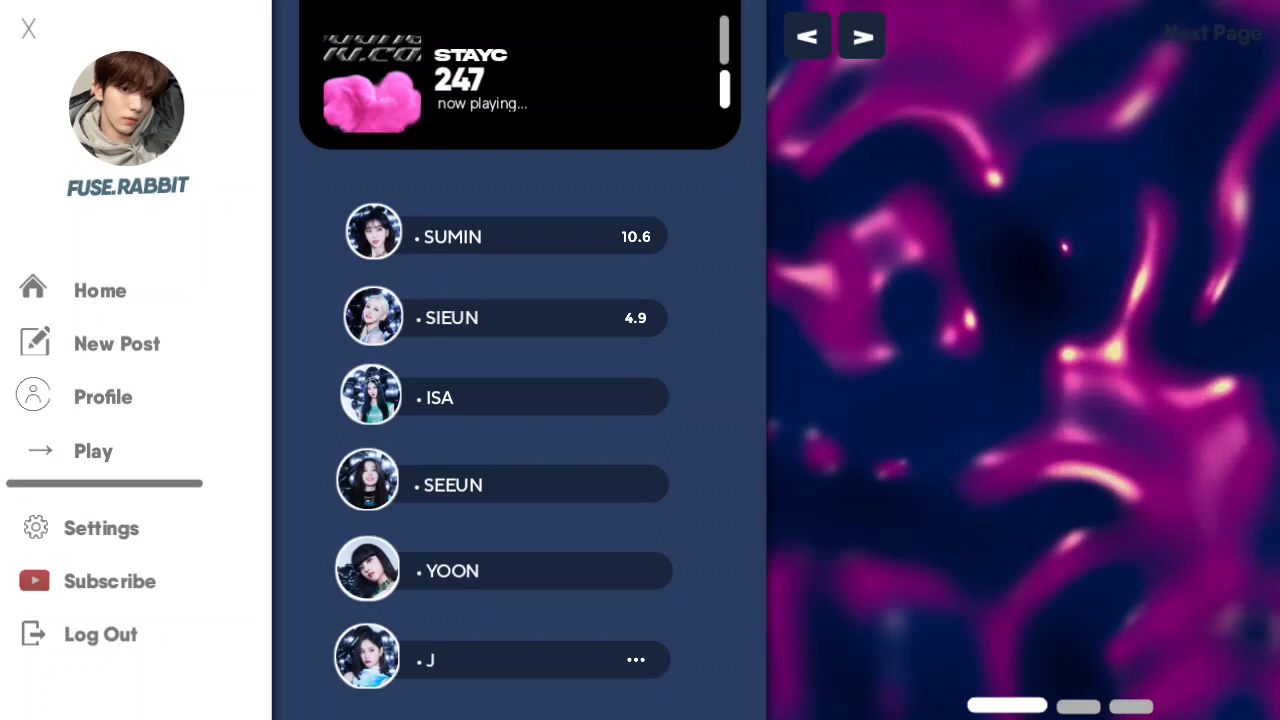 X
FUSE.RABBIT
Home
New Post
Profile
Play
Settings
Subscribe
Log Out
STAYC
247
now playing...
• SUMIN 10.6
• SIEUN 4.9
• ISA
• SEEUN
• YOON
• J ...
< >
Next Page